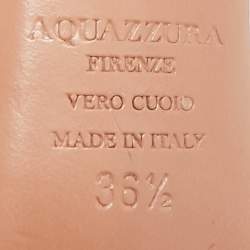 AQUAZZURA
FIRENZE
VERO CUOIO
MADE IN ITALY
36½